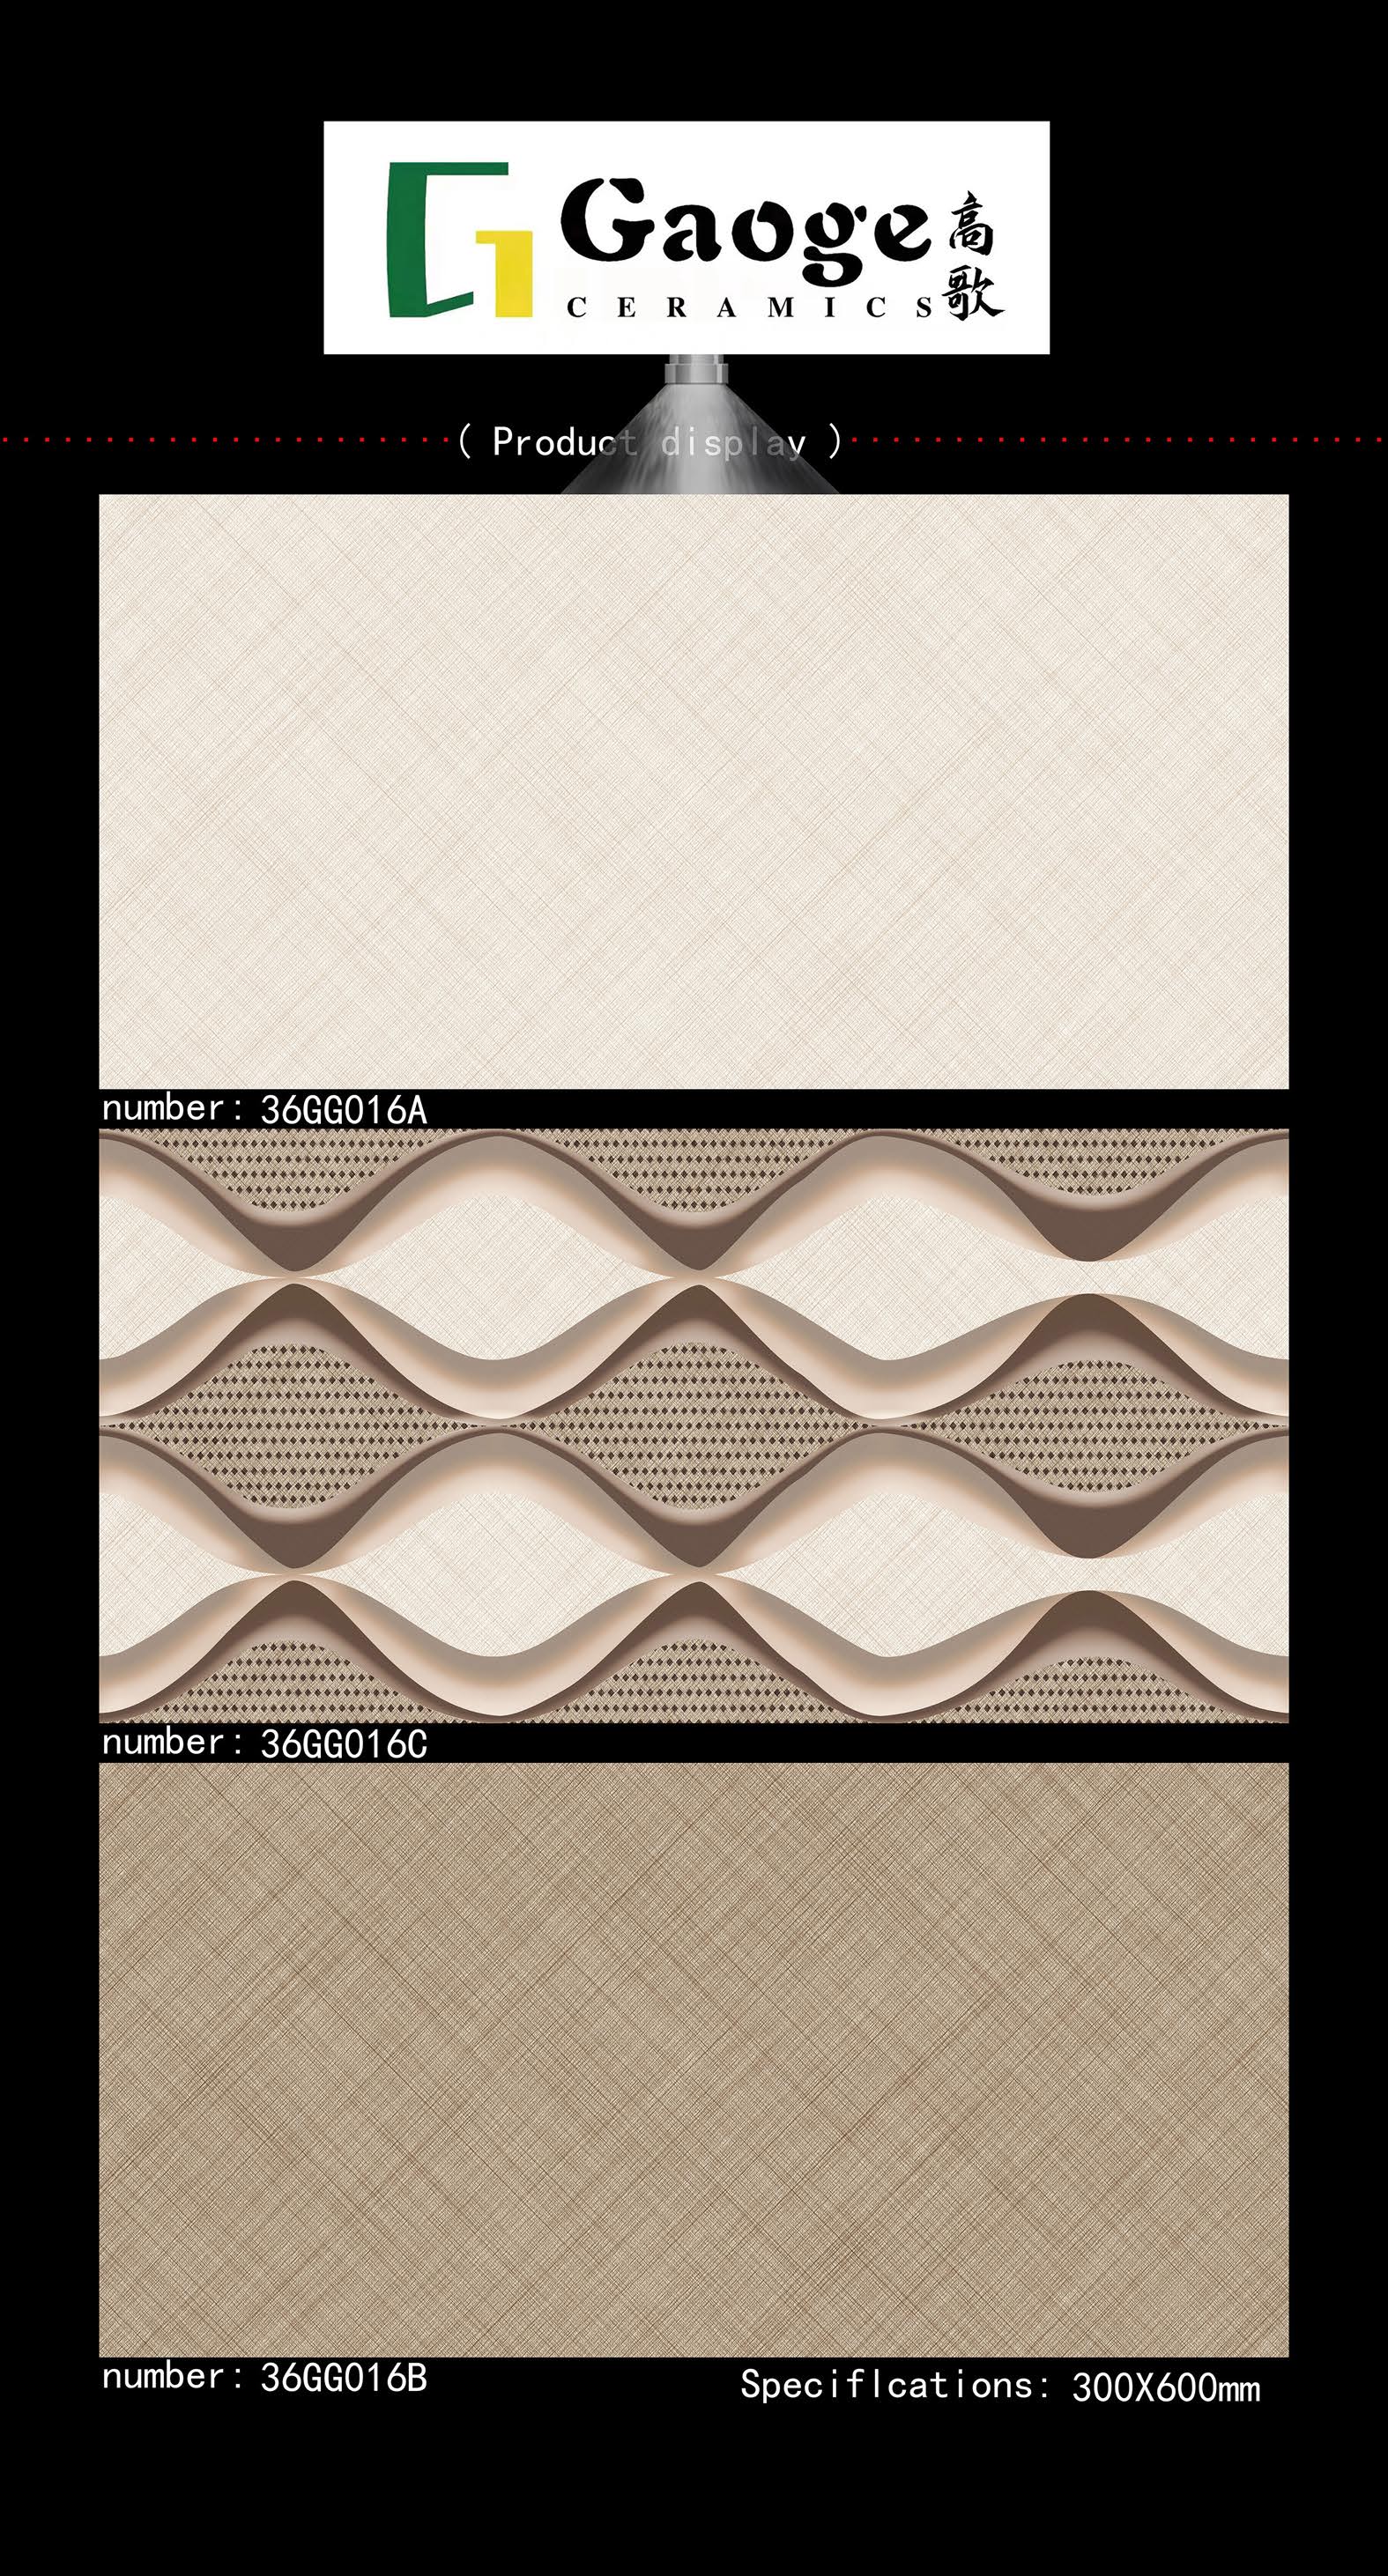 Gaoge
CERAMICS
高歌
( Product display )
number: 36GG016A
number: 36GG016C
number: 36GG016B
Speciflcations: 300X600mm